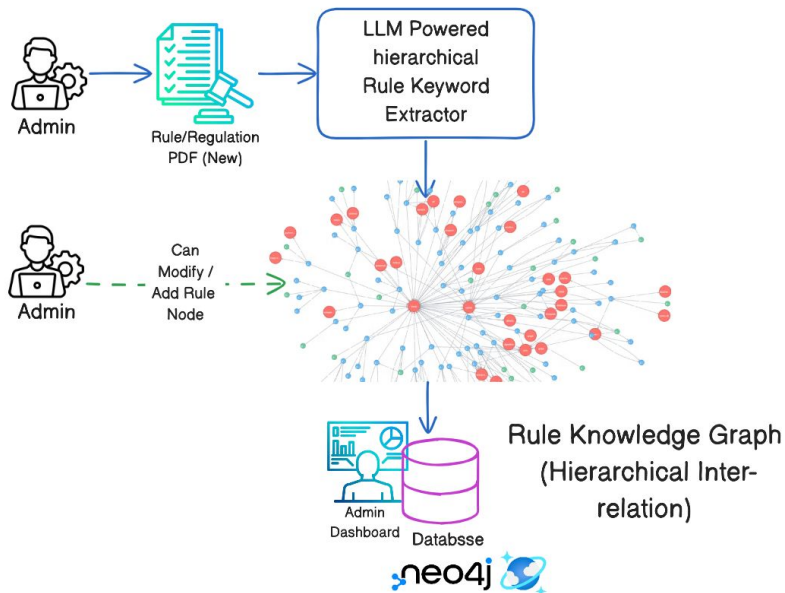 LLM Powered
hierarchical
Rule Keyword
Extractor
Admin
Rule/Regulation
PDF (New)
Can
Modify /
Add Rule
Node
Admin
Rule Knowledge Graph
(Hierarchical Inter-
relation)
Admin
Dashboard
Databsse
neo4j